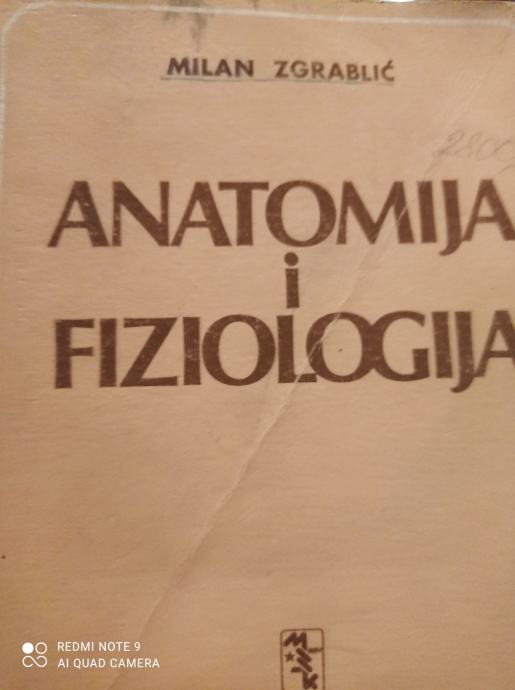 MILAN ZGRABLIĆ
ANATOMIJA
i
FIZIOLOGIJA
REDMI NOTE 9
AI QUAD CAMERA